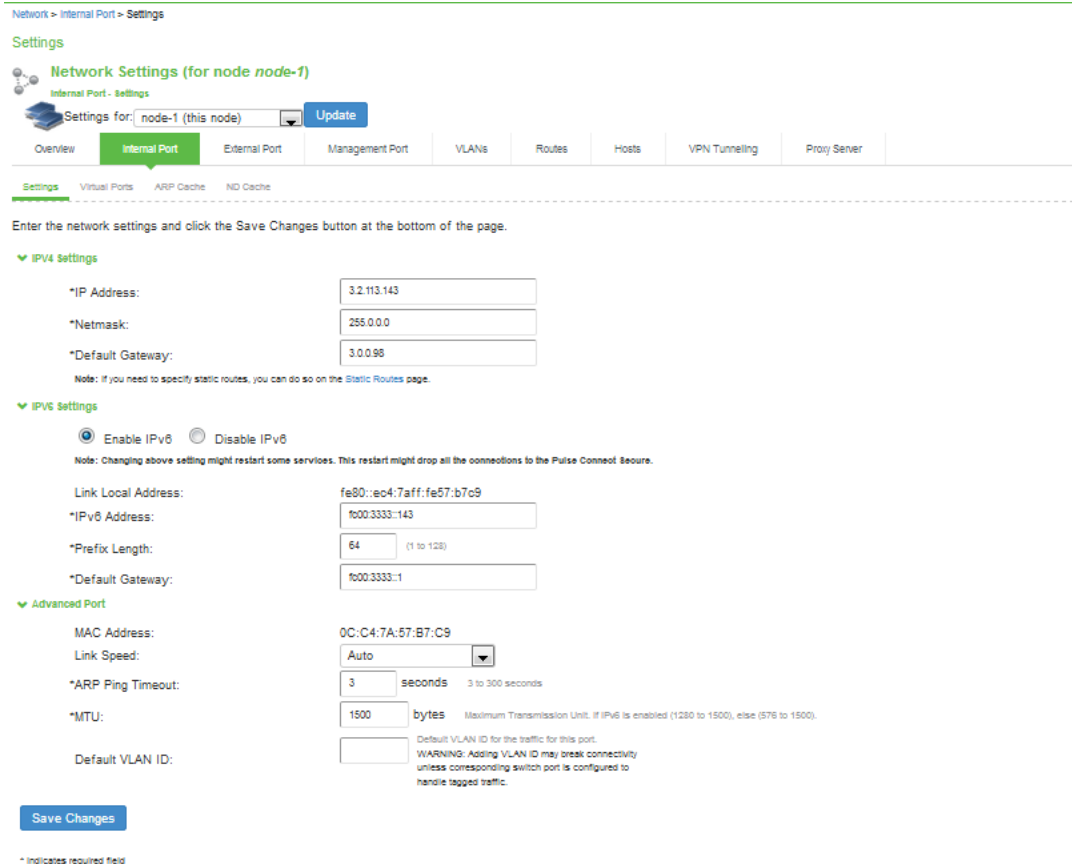 Network > Internal Port > Settings
Settings
Network Settings (for node node-1)
Internal Port - Settings
Settings for: node-1 (this node) Update
Overview Internal Port External Port Management Port VLANs Routes Hosts VPN Tunneling Proxy Server
Settings Virtual Ports ARP Cache ND Cache
Enter the network settings and click the Save Changes button at the bottom of the page.
IPV4 Settings
*IP Address: 3.2.113.143
*Netmask: 255.0.0.0
*Default Gateway: 3.0.0.98
Note: If you need to specify static routes, you can do so on the Static Routes page.
IPV6 Settings
Enable IPv6 Disable IPv6
Note: Changing above setting might restart some services. This restart might drop all the connections to the Pulse Connect Secure.
Link Local Address: fe80::ec4:7aff:fe57:b7c9
*IPv6 Address: fc00:3333::143
*Prefix Length: 64 (1 to 128)
*Default Gateway: fc00:3333::1
Advanced Port
MAC Address: 0C:C4:7A:57:B7:C9
Link Speed: Auto
*ARP Ping Timeout: 3 seconds 3 to 300 seconds
*MTU: 1500 bytes Maximum Transmission Unit. If IPv6 is enabled (1280 to 1500), else (576 to 1500).
Default VLAN ID: Default VLAN ID for the traffic for this port.
WARNING: Adding VLAN ID may break connectivity
unless corresponding switch port is configured to
handle tagged traffic.
Save Changes
* indicates required field